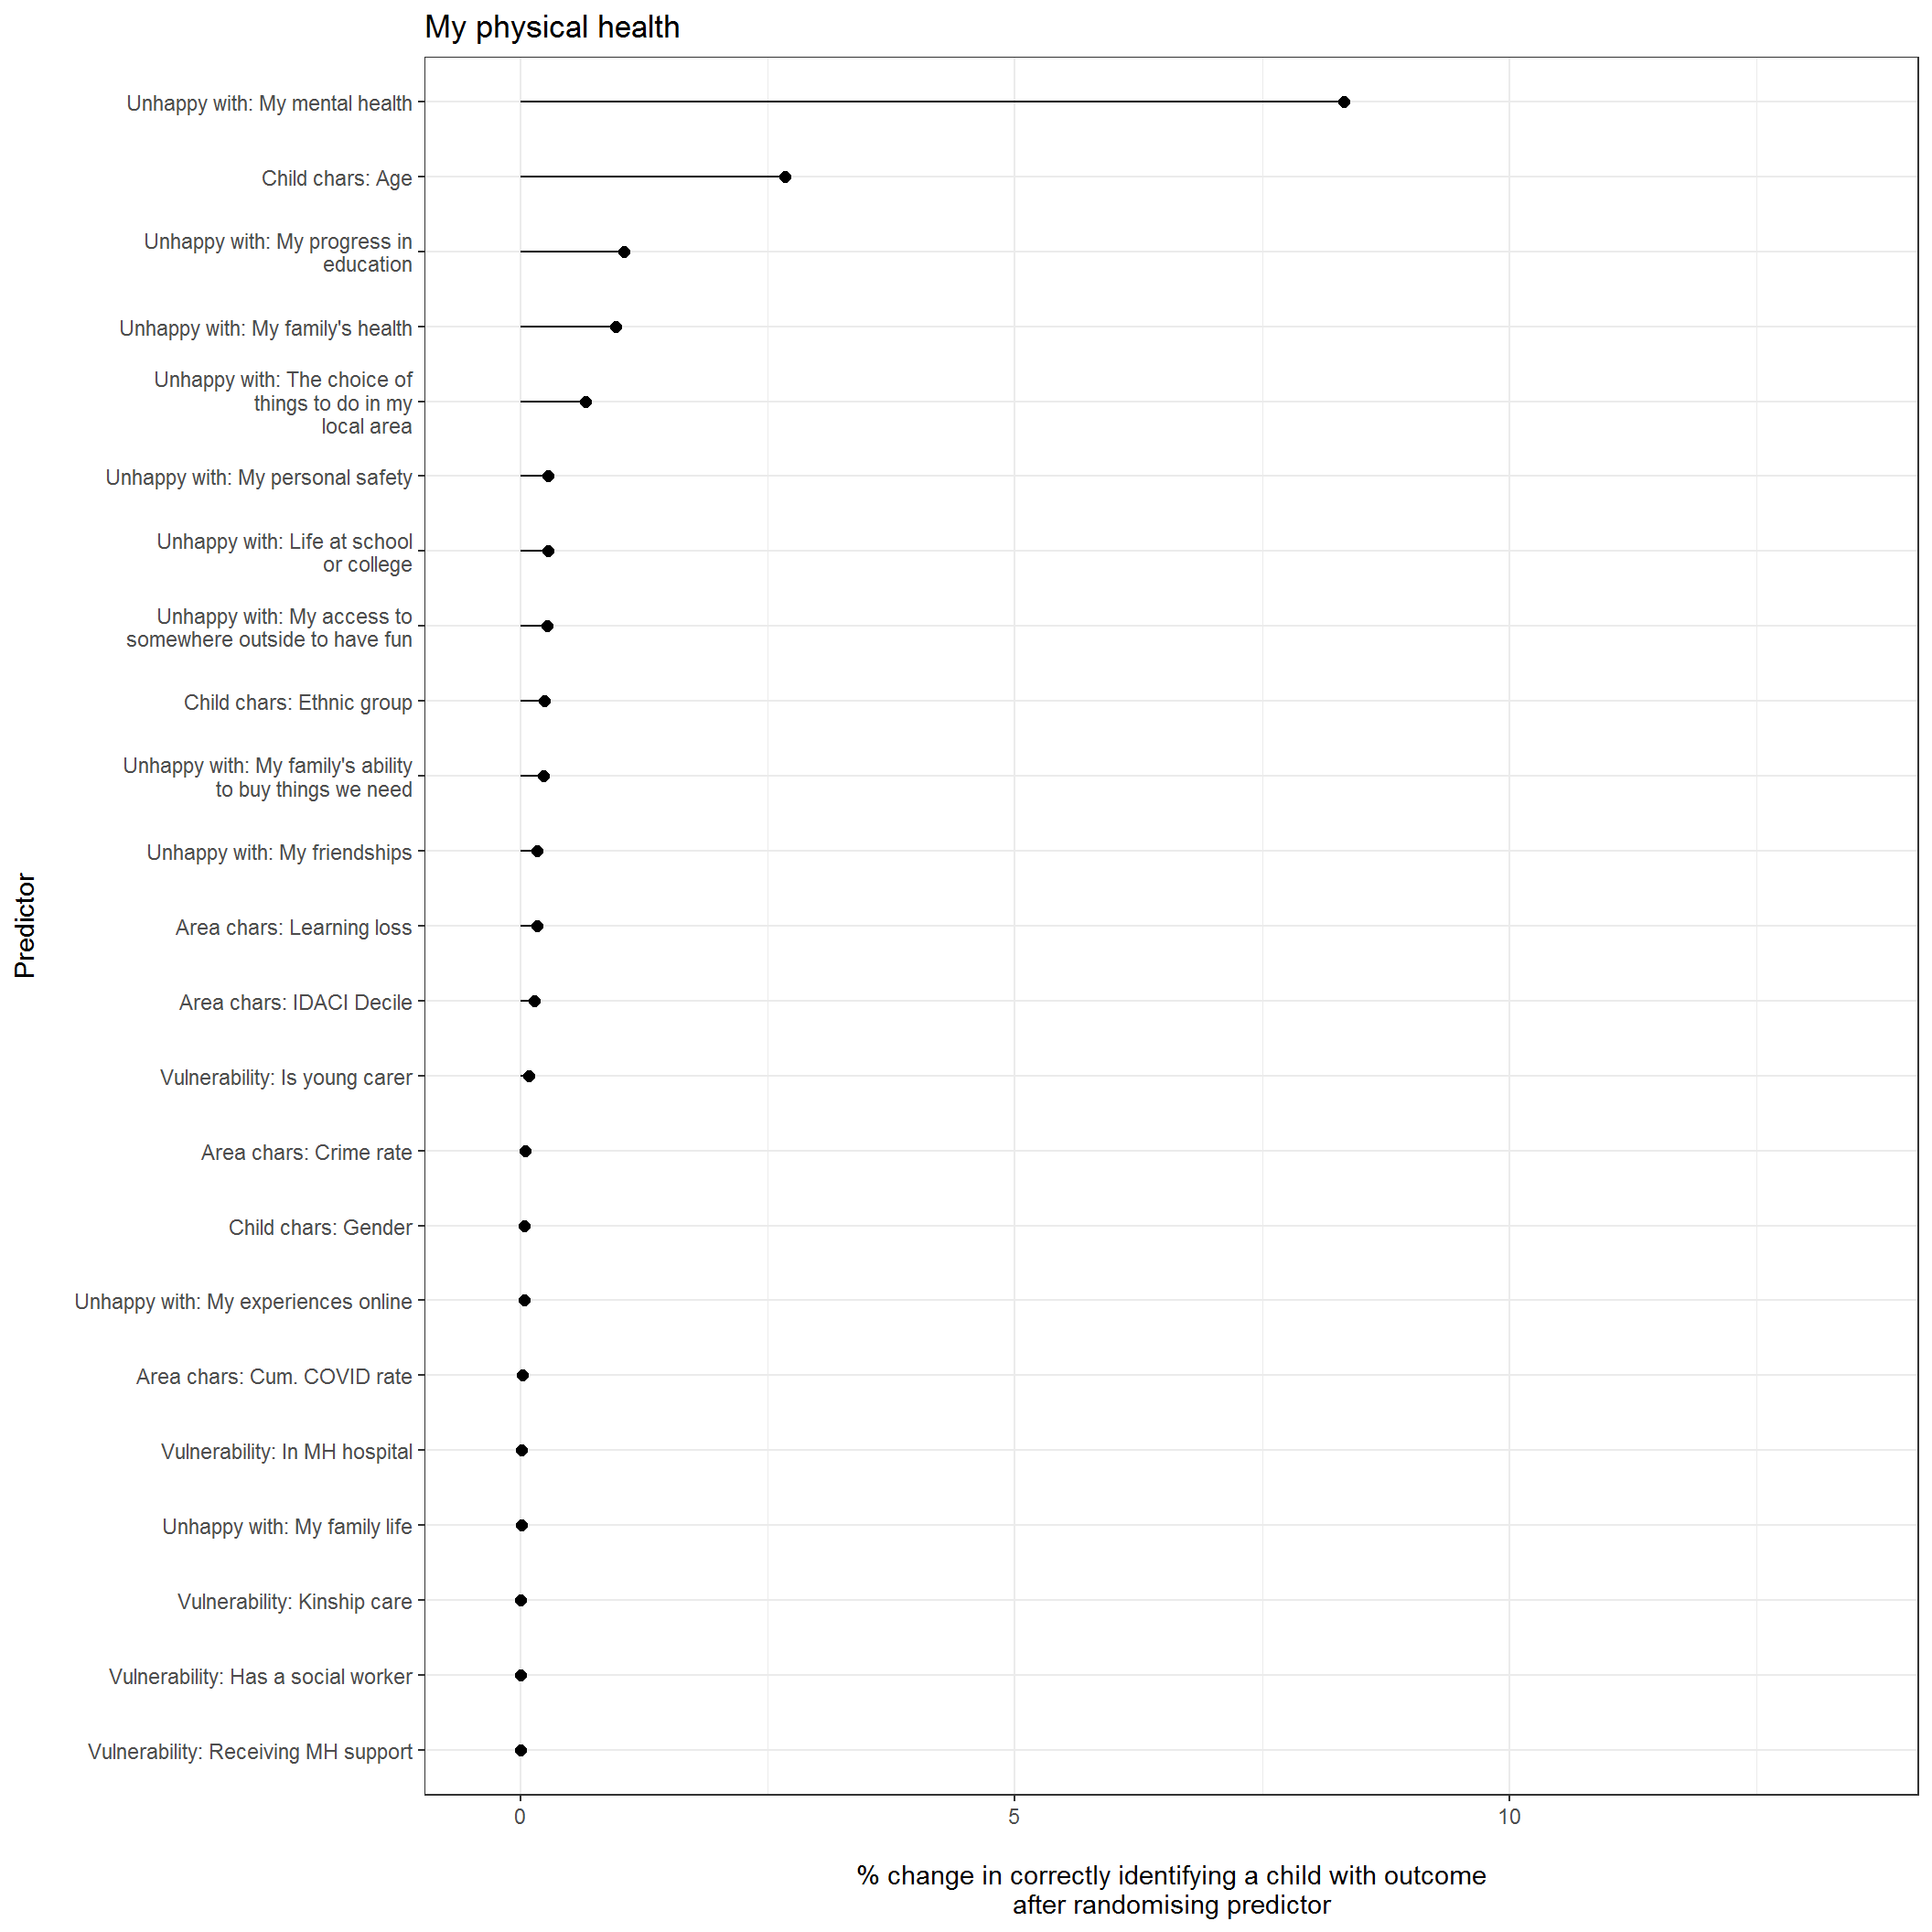 My physical health
Unhappy with: My mental health
Child chars: Age
Unhappy with: My progress in
education
Unhappy with: My family's health
Unhappy with: The choice of
things to do in my
local area
Unhappy with: My personal safety
Unhappy with: Life at school
or college
Unhappy with: My access to
somewhere outside to have fun
Child chars: Ethnic group
Unhappy with: My family's ability
to buy things we need
Unhappy with: My friendships
Area chars: Learning loss
Area chars: IDACI Decile
Vulnerability: Is young carer
Area chars: Crime rate
Child chars: Gender
Unhappy with: My experiences online
Area chars: Cum. COVID rate
Vulnerability: In MH hospital
Unhappy with: My family life
Vulnerability: Kinship care
Vulnerability: Has a social worker
Vulnerability: Receiving MH support
Predictor
0 5 10
% change in correctly identifying a child with outcome
after randomising predictor